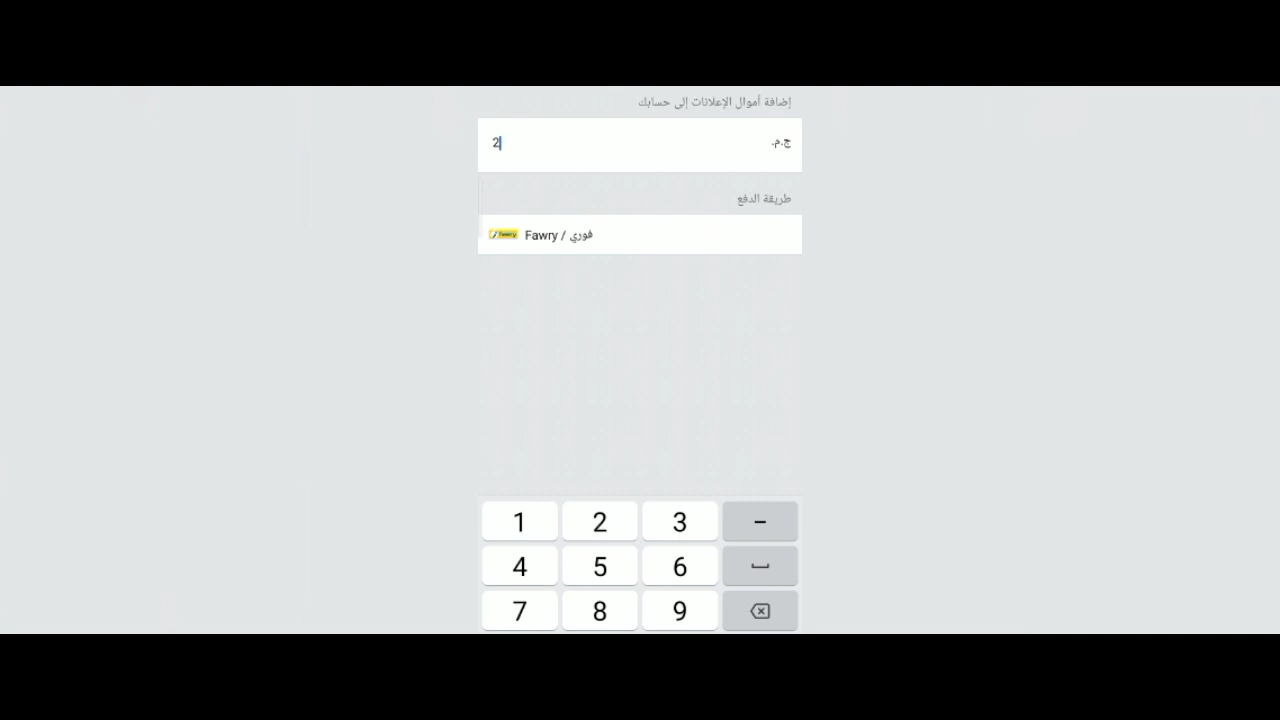 إضافة أموال الإعلانات إلى حسابك
ج.م.
2
طريقة الدفع
Fawry Fawry / فوري
1 2 3 –
4 5 6
7 8 9